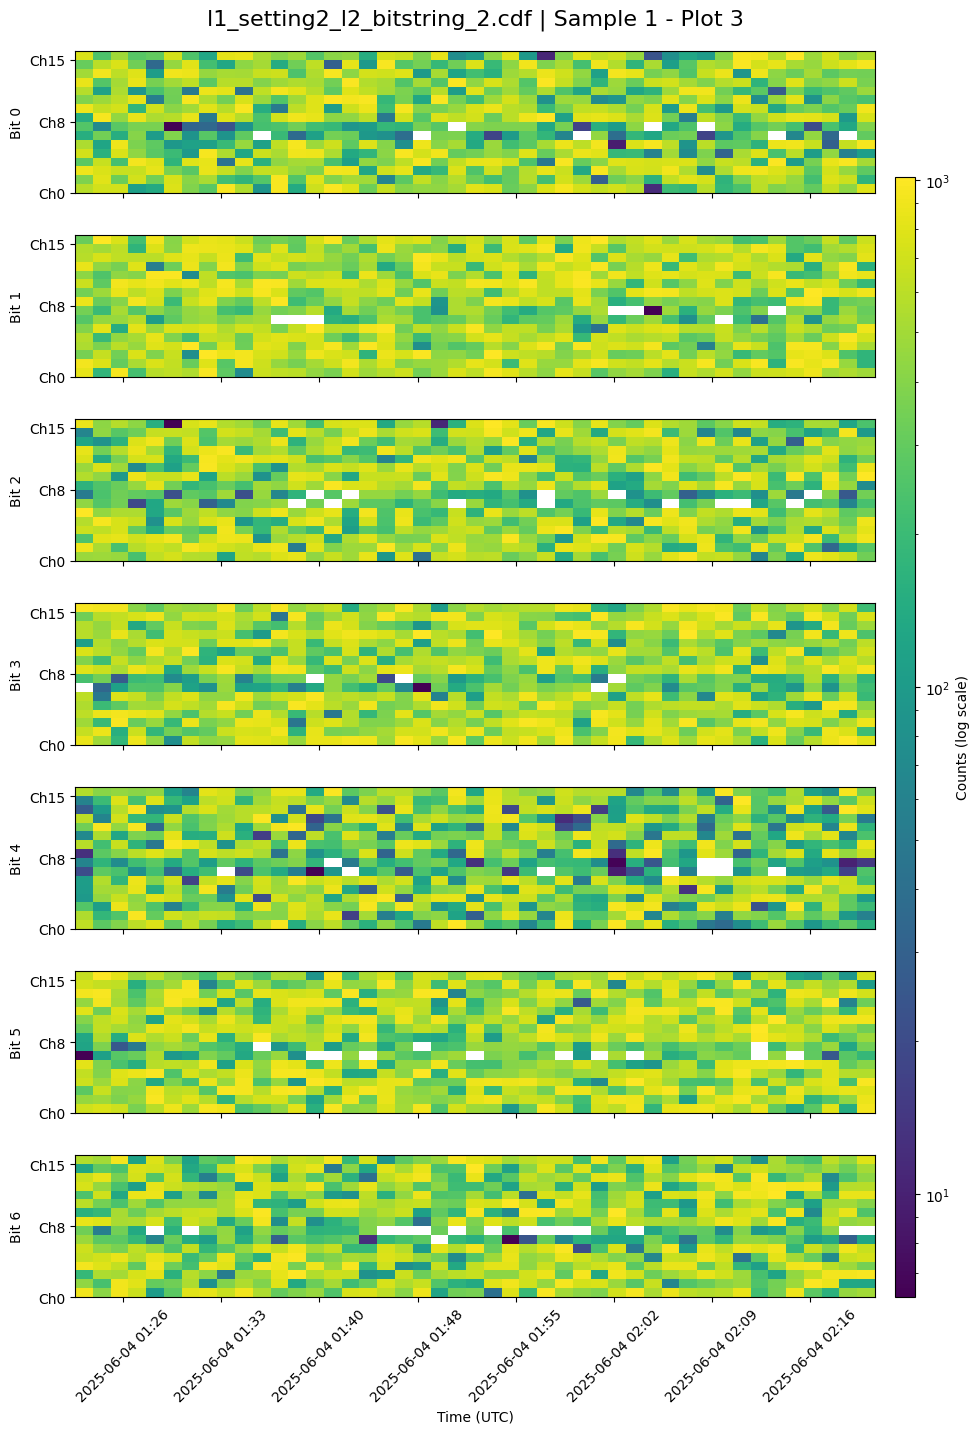 l1_setting2_l2_bitstring_2.cdf | Sample 1 - Plot 3
Ch15
Bit 0
Ch8
Ch0
Ch15
Bit 1
Ch8
Ch0
Ch15
Bit 2
Ch8
Ch0
Ch15
Bit 3
Ch8
Ch0
Ch15
Bit 4
Ch8
Ch0
Ch15
Bit 5
Ch8
Ch0
Ch15
Bit 6
Ch8
Ch0
2025-06-04 01:26
2025-06-04 01:33
2025-06-04 01:40
2025-06-04 01:48
2025-06-04 01:55
2025-06-04 02:02
2025-06-04 02:09
2025-06-04 02:16
Time (UTC)
10³
10²
10¹
Counts (log scale)